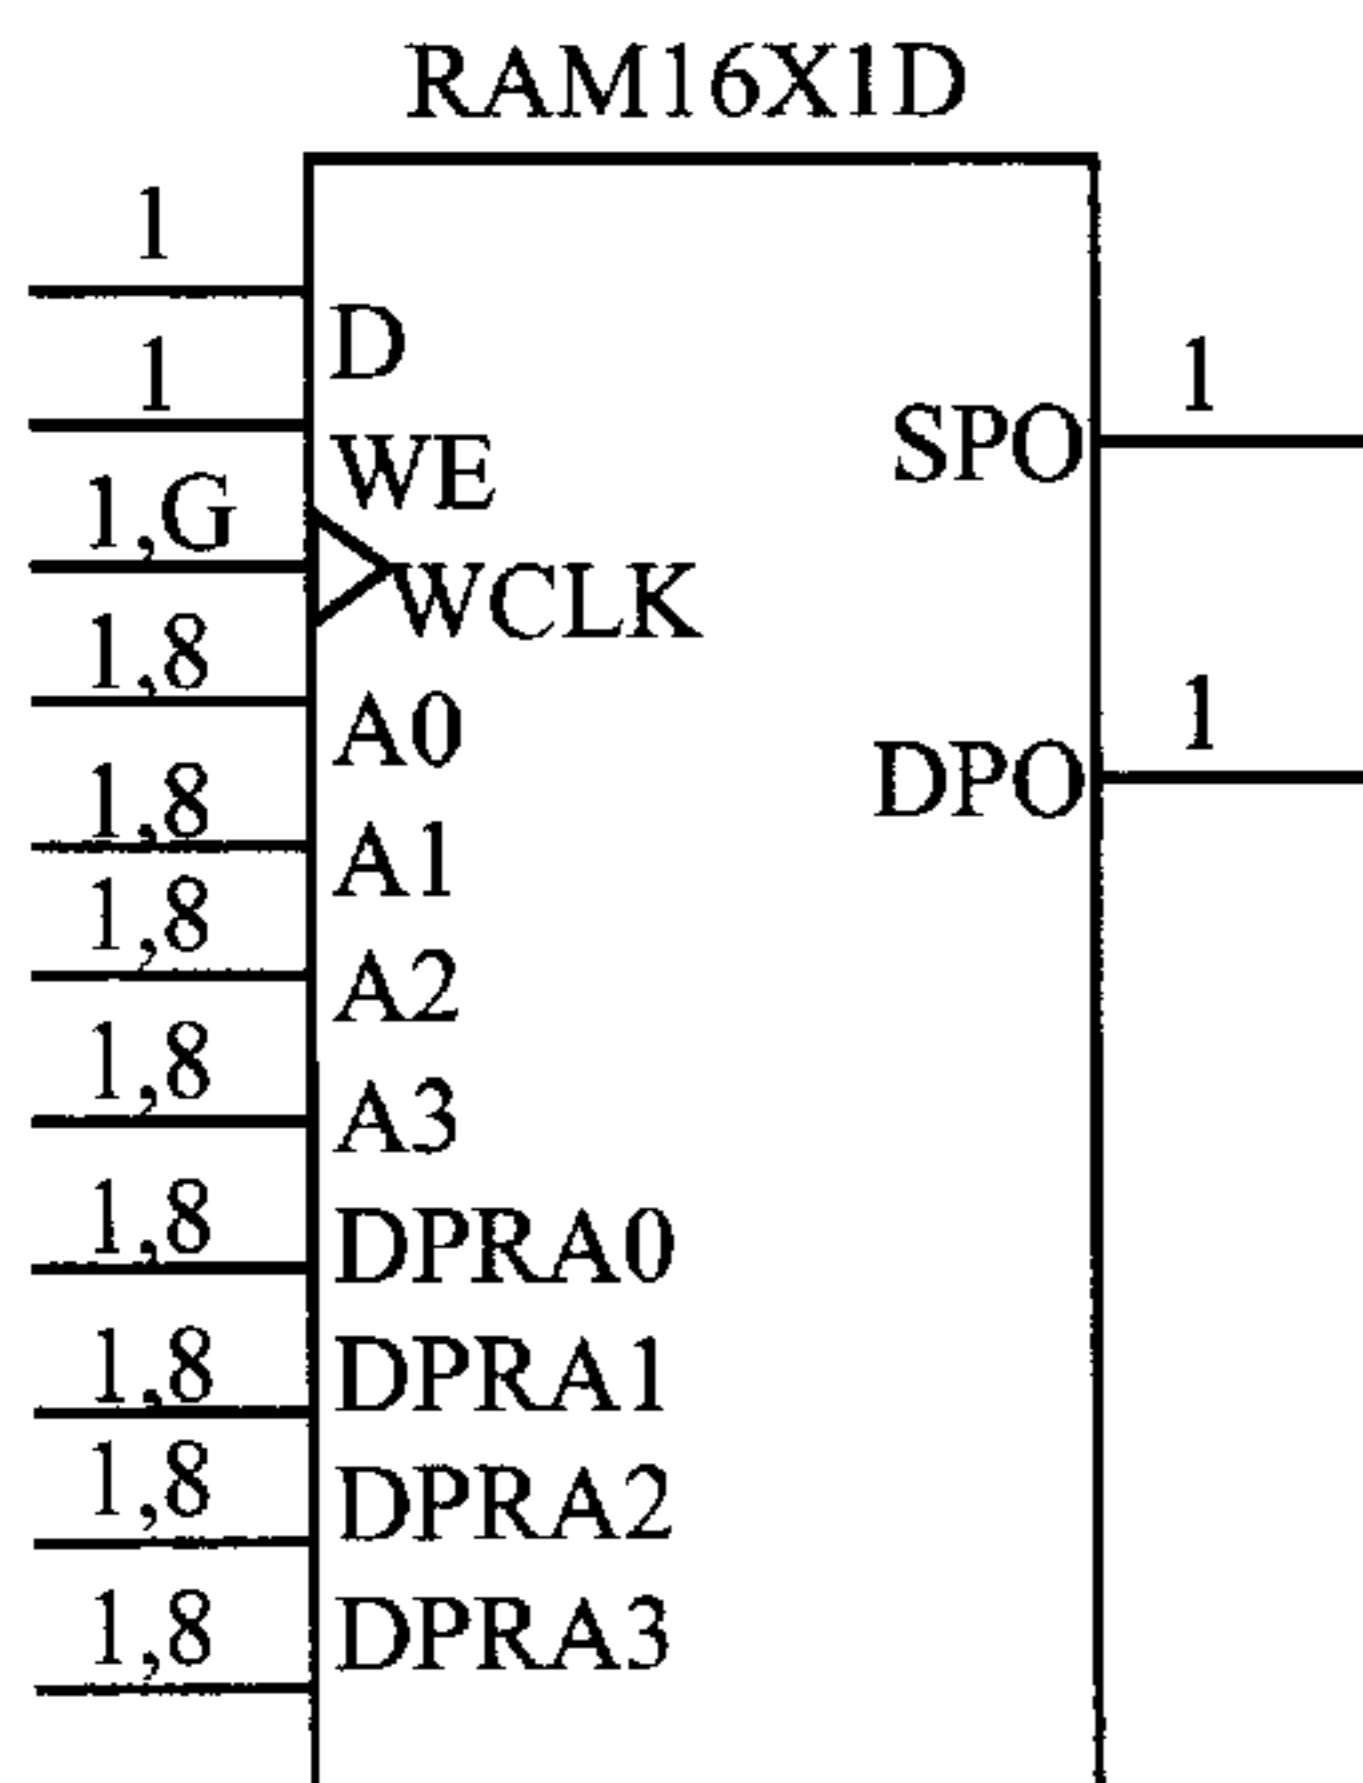 RAM16X1D
1
D
1
WE
SPO
1
1,G
WCLK
1,8
A0
DPO
1
1,8
A1
1,8
A2
1,8
A3
1,8
DPRA0
1,8
DPRA1
1,8
DPRA2
1,8
DPRA3